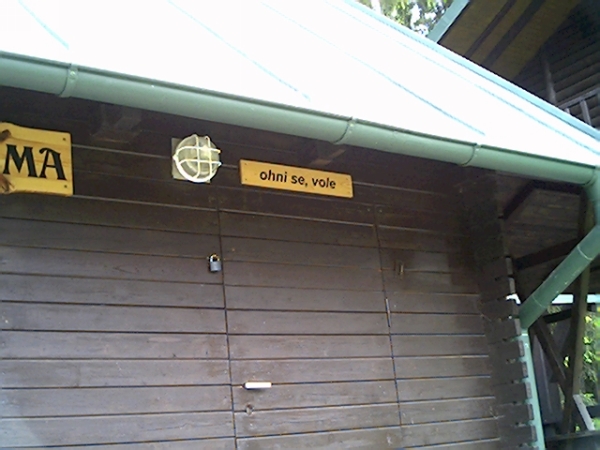 MA
ohni se, vole